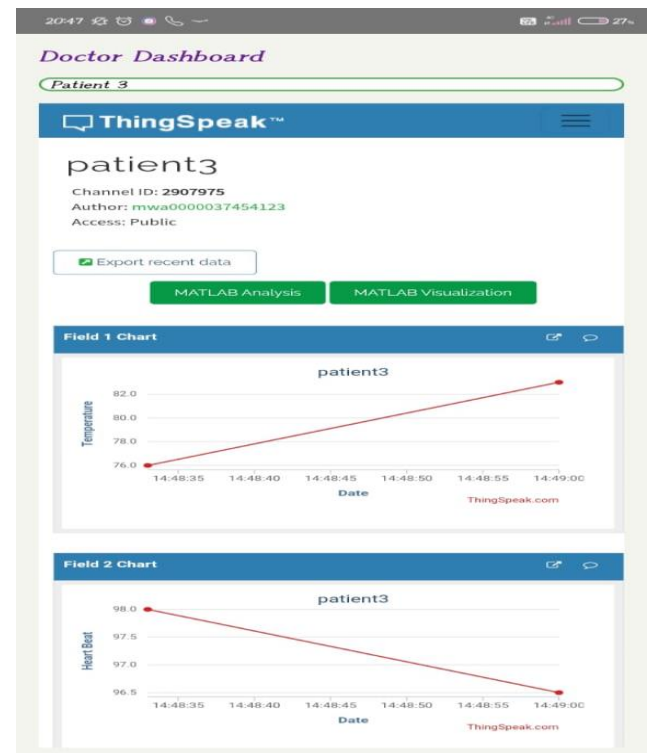 20:47 27%
Doctor Dashboard
Patient 3
ThingSpeak™
patient3
Channel ID: 2907975
Author: mwa0000037454123
Access: Public
Export recent data
MATLAB Analysis MATLAB Visualization
Field 1 Chart
patient3
Temperature
82.0
80.0
78.0
76.0
14:48:35 14:48:40 14:48:45 14:48:50 14:48:55 14:49:00
Date
ThingSpeak.com
Field 2 Chart
patient3
Heart Beat
98.0
97.5
97.0
96.5
14:48:35 14:48:40 14:48:45 14:48:50 14:48:55 14:49:00
Date
ThingSpeak.com